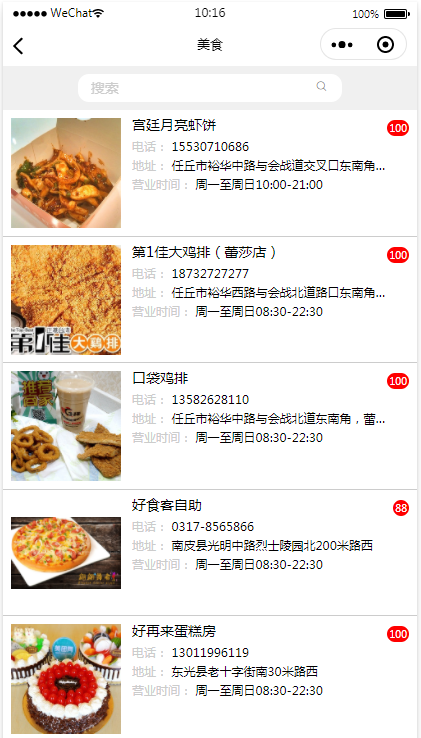 WeChat 10:16 100%
美食
搜索
宫廷月亮虾饼 100
电话： 15530710686
地址： 任丘市裕华中路与会战道交叉口东南角...
营业时间： 周一至周日10:00-21:00
第1佳大鸡排（蕾莎店） 100
电话： 18732727277
地址： 任丘市裕华西路与会战北道路口东南角...
营业时间： 周一至周日08:30-22:30
第1佳大鸡排
口袋鸡排 100
电话： 13582628110
地址： 任丘市裕华中路与会战北道东南角，蕾...
营业时间： 周一至周日08:30-22:30
好食客自助 88
电话： 0317-8565866
地址： 南皮县光明中路烈士陵园北200米路西
营业时间： 周一至周日08:30-22:30
好再来蛋糕房 100
电话： 13011996119
地址： 东光县老十字街南30米路西
营业时间： 周一至周日08:30-22:30